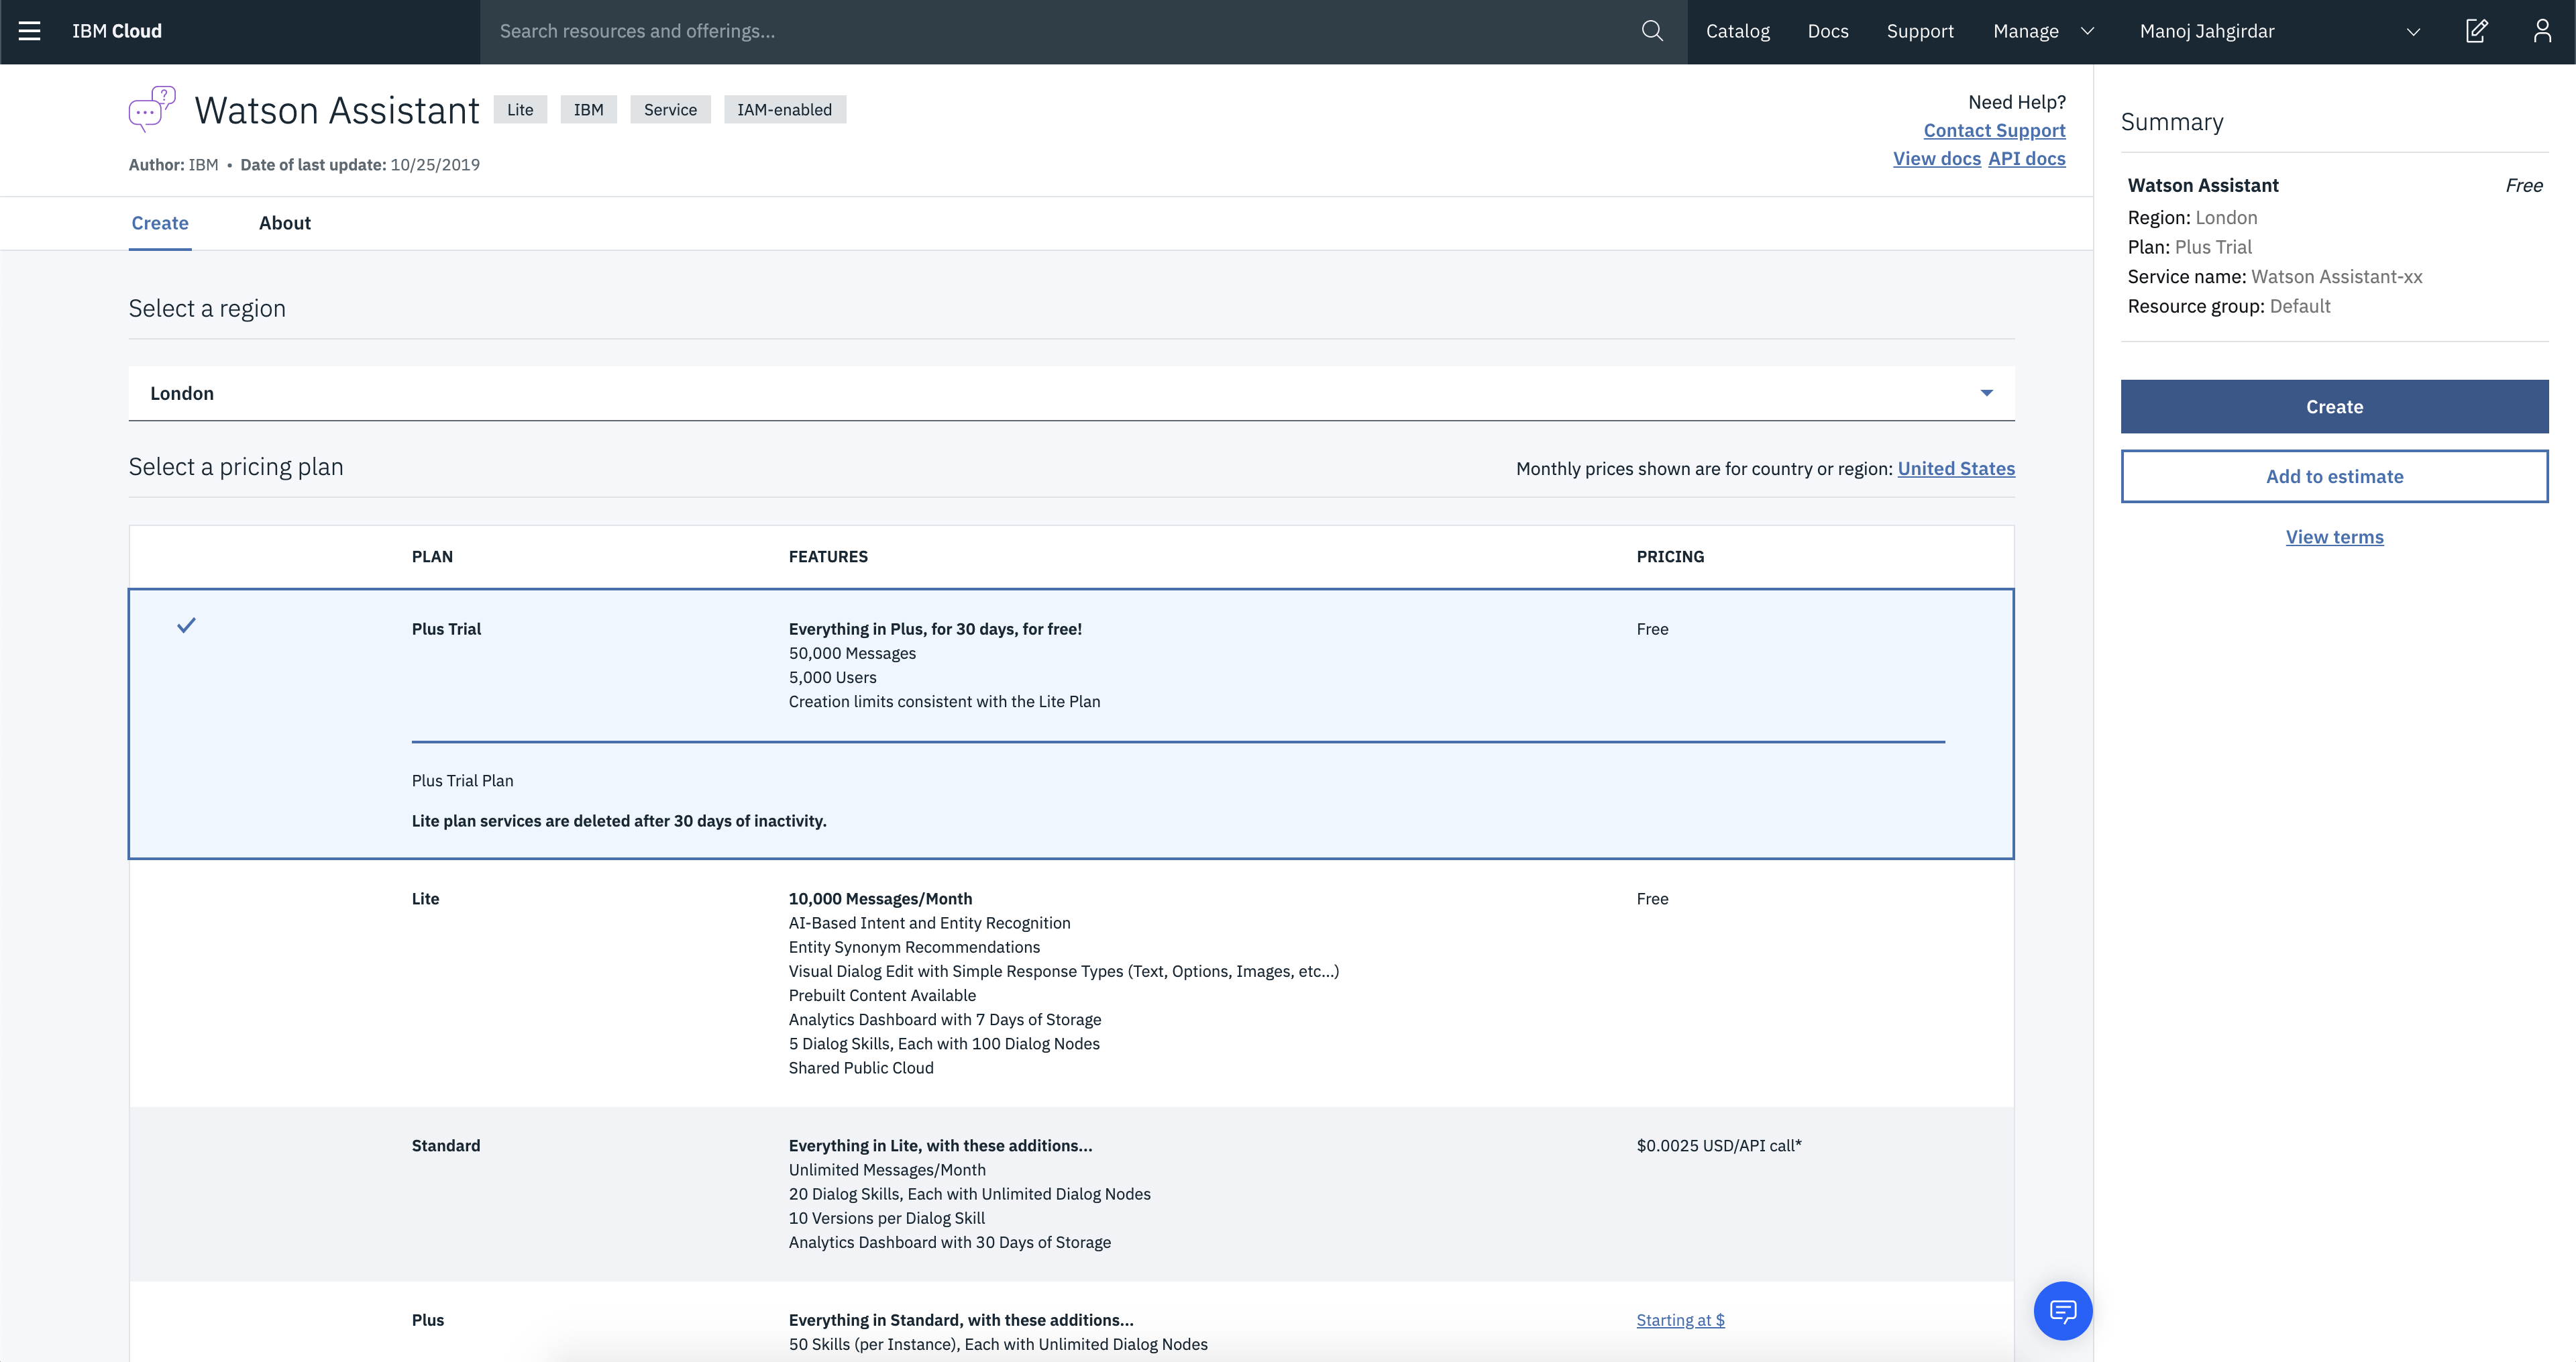 IBM Cloud
Search resources and offerings...
Catalog
Docs
Support
Manage
Manoj Jahgirdar
?
Watson Assistant
Lite
IBM
Service
IAM-enabled
Author: IBM • Date of last update: 10/25/2019
Need Help?
Contact Support
View docs API docs
Create
About
Select a region
London
Select a pricing plan
Monthly prices shown are for country or region: United States
PLAN
FEATURES
PRICING
Plus Trial
Everything in Plus, for 30 days, for free!
50,000 Messages
5,000 Users
Creation limits consistent with the Lite Plan
Free
Plus Trial Plan
Lite plan services are deleted after 30 days of inactivity.
Lite
10,000 Messages/Month
AI-Based Intent and Entity Recognition
Entity Synonym Recommendations
Visual Dialog Edit with Simple Response Types (Text, Options, Images, etc...)
Prebuilt Content Available
Analytics Dashboard with 7 Days of Storage
5 Dialog Skills, Each with 100 Dialog Nodes
Shared Public Cloud
Free
Standard
Everything in Lite, with these additions...
Unlimited Messages/Month
20 Dialog Skills, Each with Unlimited Dialog Nodes
10 Versions per Dialog Skill
Analytics Dashboard with 30 Days of Storage
$0.0025 USD/API call*
Plus
Everything in Standard, with these additions...
50 Skills (per Instance), Each with Unlimited Dialog Nodes
Starting at $
Summary
Watson Assistant
Free
Region: London
Plan: Plus Trial
Service name: Watson Assistant-xx
Resource group: Default
Create
Add to estimate
View terms